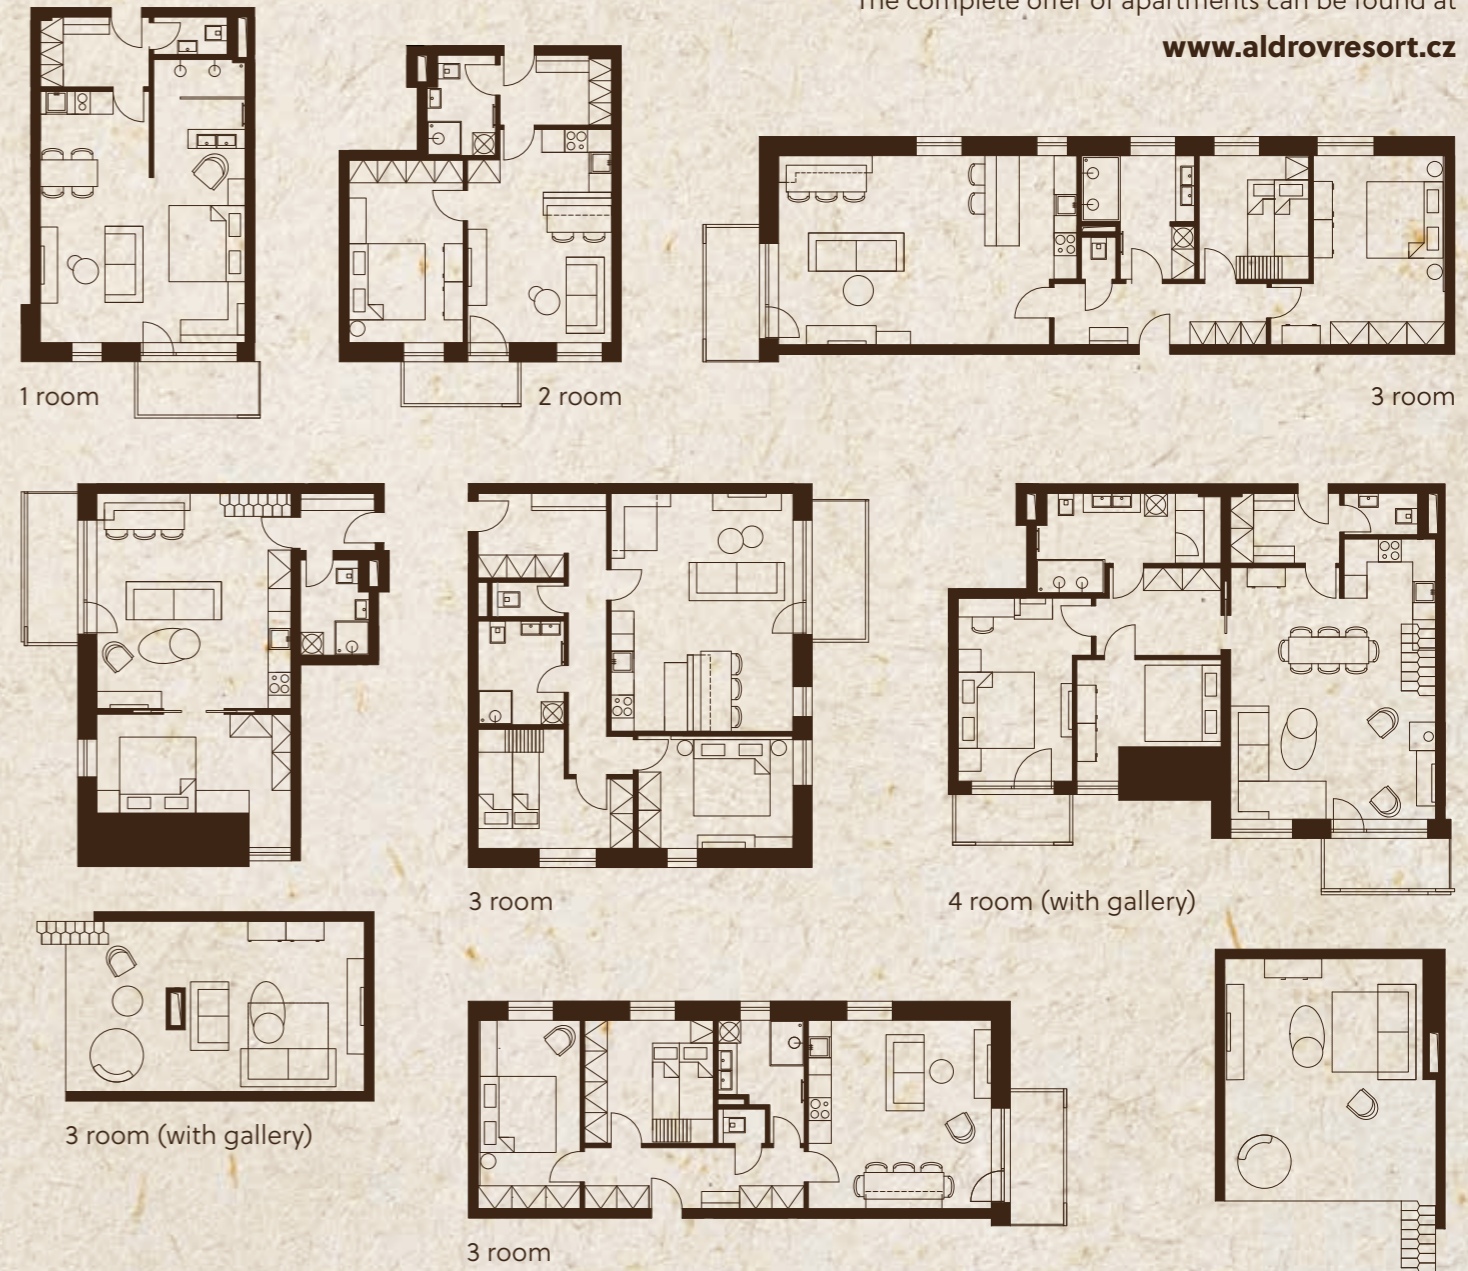 The complete offer of apartments can be found at
www.aldrovresort.cz
1 room
2 room
3 room
3 room
4 room (with gallery)
3 room (with gallery)
3 room